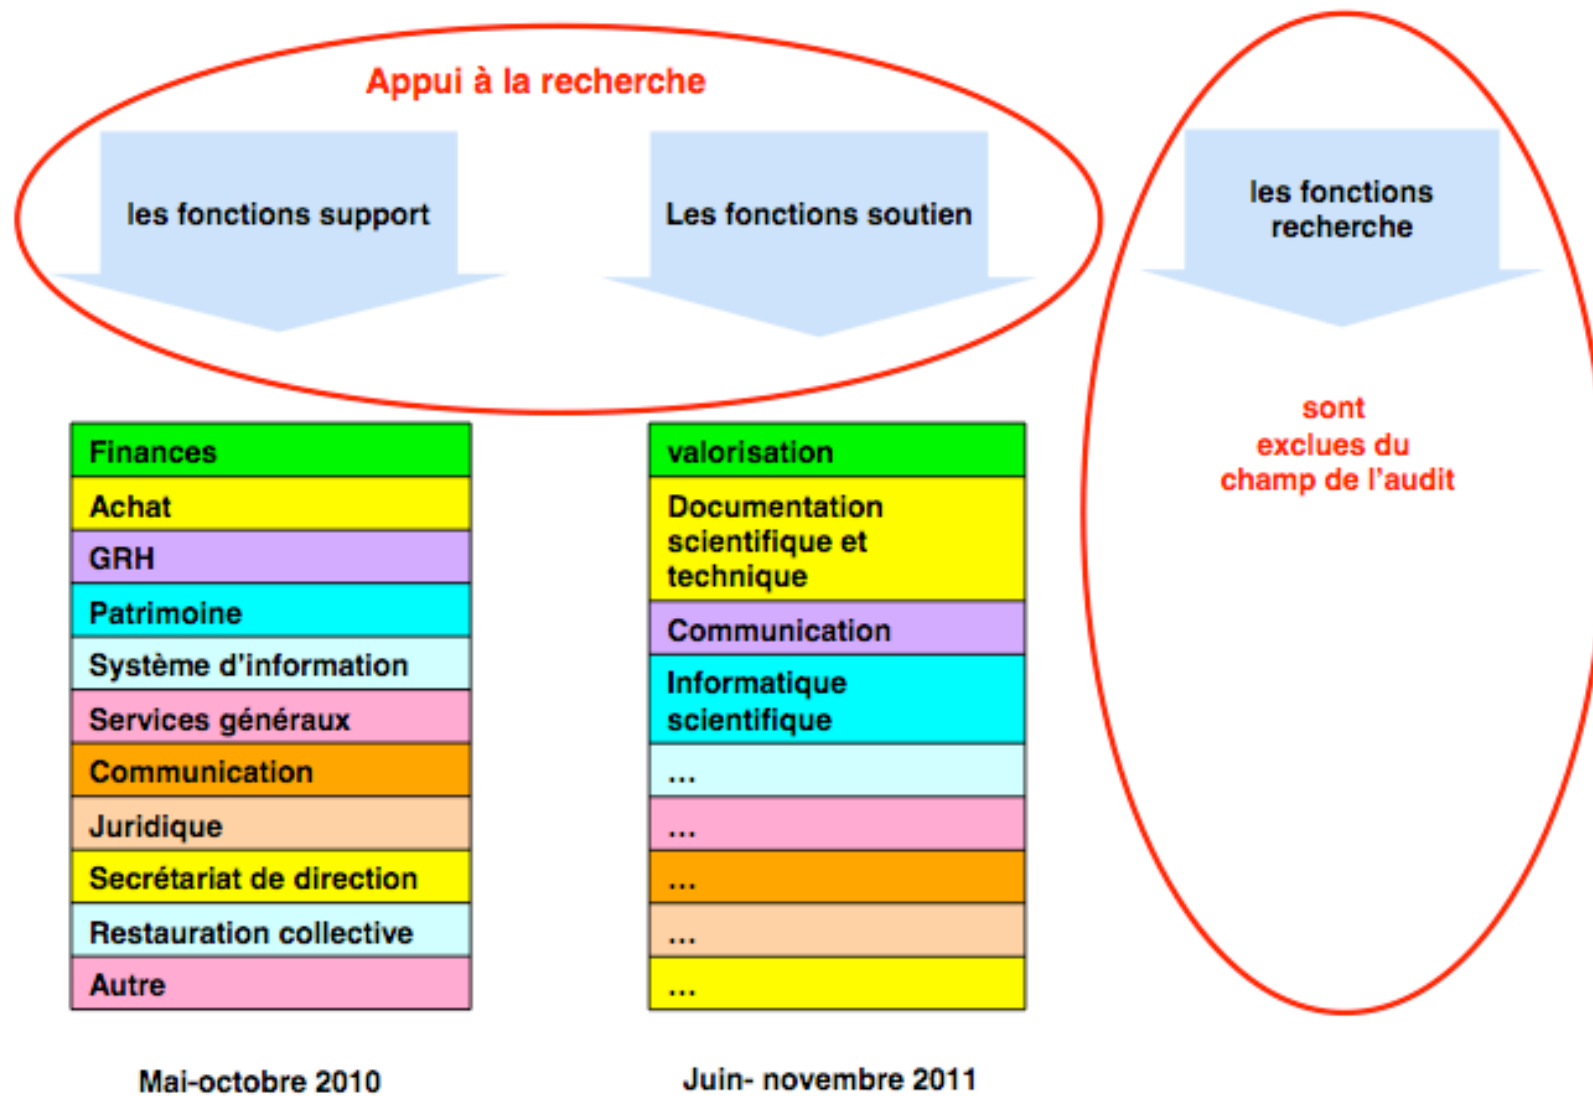 Appui à la recherche
les fonctions support
Les fonctions soutien
les fonctions
recherche
sont
exclues du
champ de l'audit
Finances
Achat
GRH
Patrimoine
Système d'information
Services généraux
Communication
Juridique
Secrétariat de direction
Restauration collective
Autre
Mai-octobre 2010
valorisation
Documentation
scientifique et
technique
Communication
Informatique
scientifique
...
...
...
...
...
Juin- novembre 2011